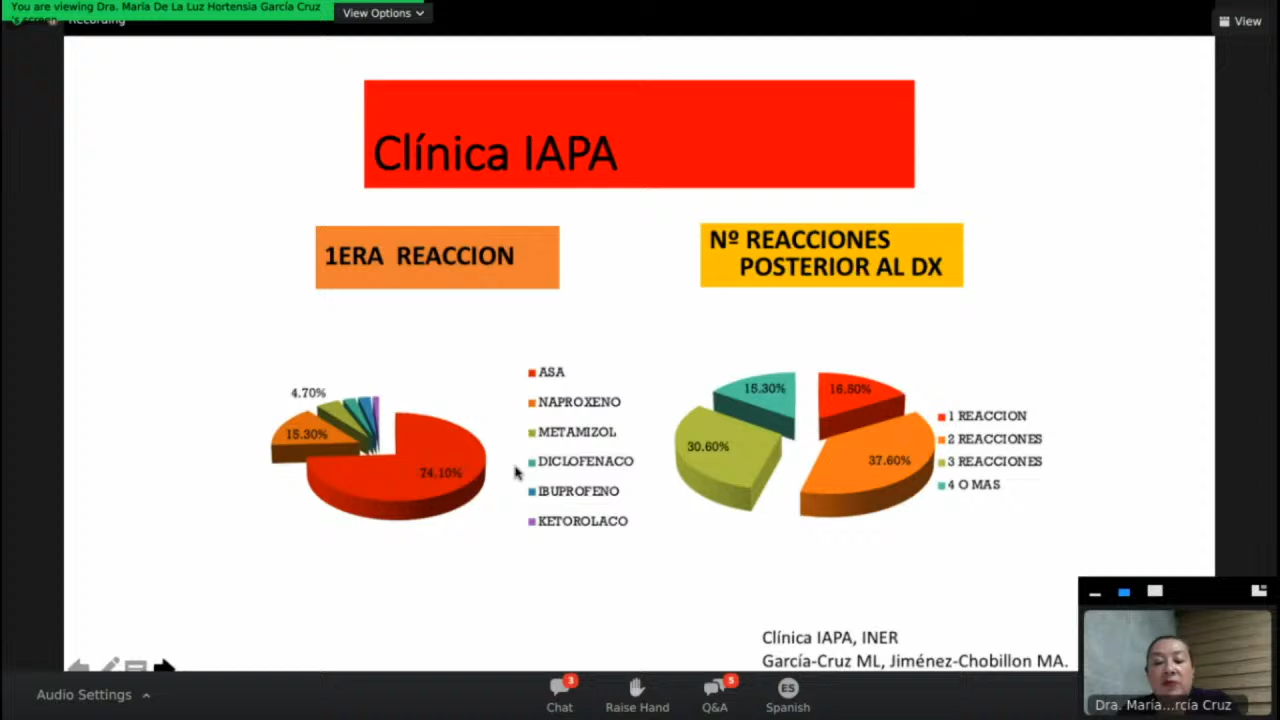 You are viewing Dra. María De La Luz Hortensia García Cruz
's screen
View Options
Recording
View
Clínica IAPA
1ERA REACCION
Nº REACCIONES
POSTERIOR AL DX
4.70%
15.30%
74.10%
ASA
NAPROXENO
METAMIZOL
DICLOFENACO
IBUPROFENO
KETOROLACO
15.30%
16.50%
30.60%
37.60%
1 REACCION
2 REACCIONES
3 REACCIONES
4 O MAS
Clínica IAPA, INER
García-Cruz ML, Jiménez-Chobillon MA.
Audio Settings
3
Chat
Raise Hand
5
Q&A
ES
Spanish
Dra. María...rcía Cruz